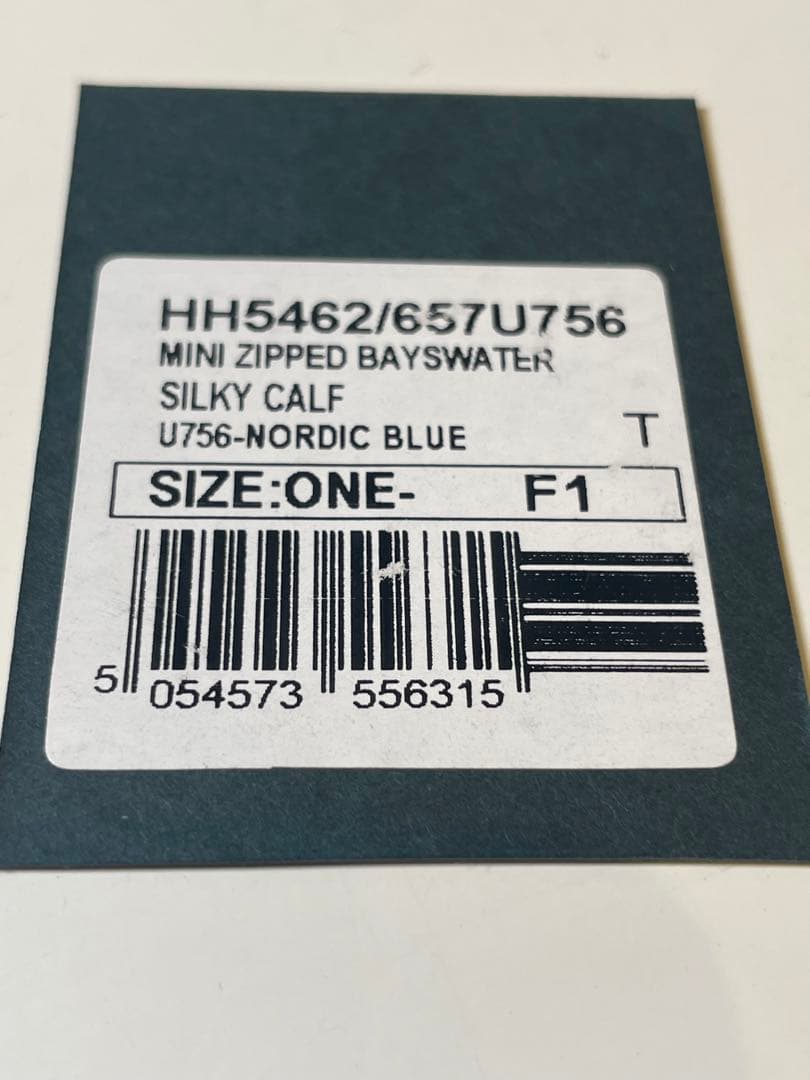 HH5462/657U756
MINI ZIPPED BAYSWATER
SILKY CALF
U756-NORDIC BLUE T
SIZE:ONE- F1
5 054573 556315